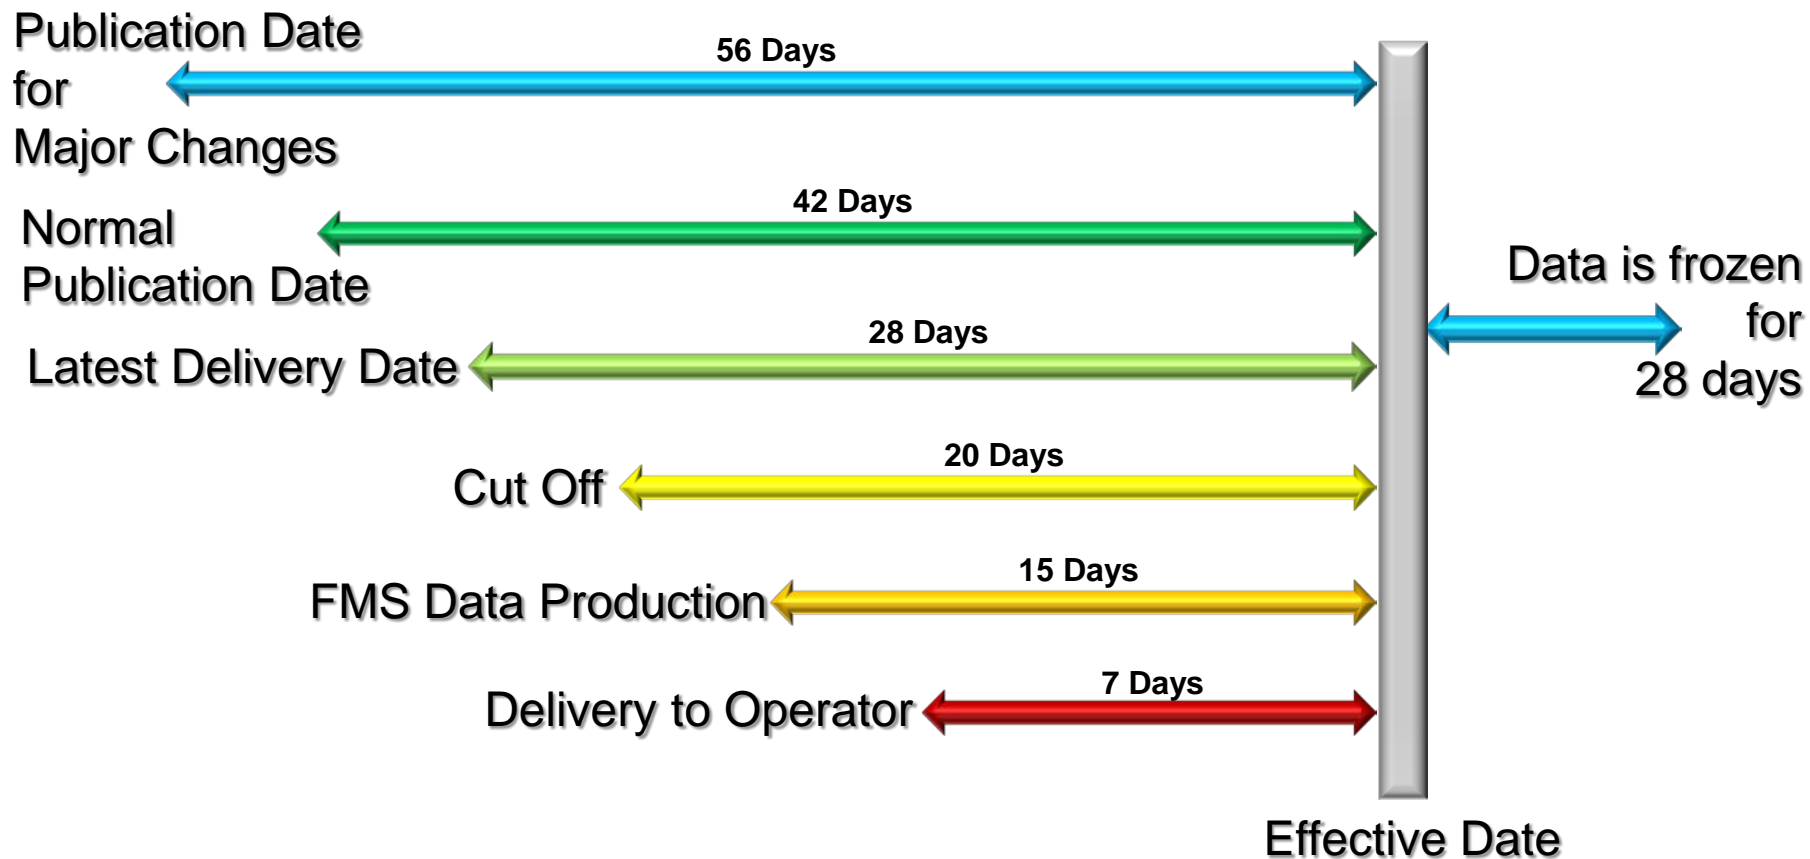 Publication Date
for
Major Changes
56 Days
Normal
Publication Date
42 Days
Latest Delivery Date
28 Days
Cut Off
20 Days
FMS Data Production
15 Days
Delivery to Operator
7 Days
Data is frozen
for
28 days
Effective Date